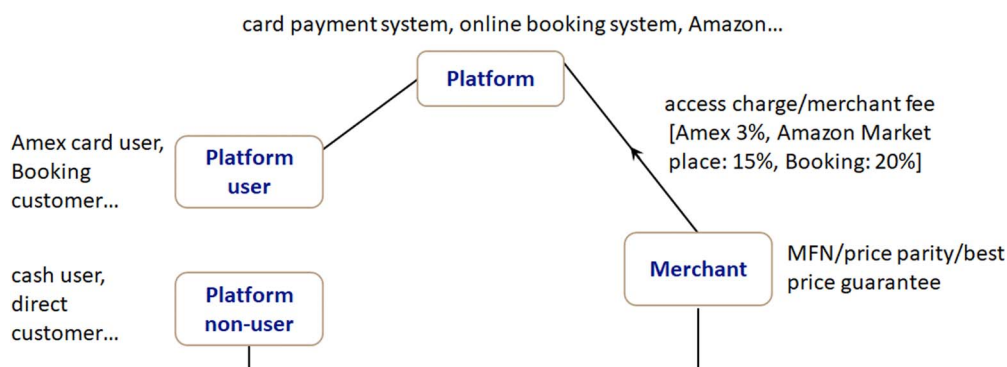 card payment system, online booking system, Amazon...
Platform
access charge/merchant fee
[Amex 3%, Amazon Market
place: 15%, Booking: 20%]
Amex card user,
Booking
customer...
Platform
user
Merchant
MFN/price parity/best
price guarantee
cash user,
direct
customer...
Platform
non-user